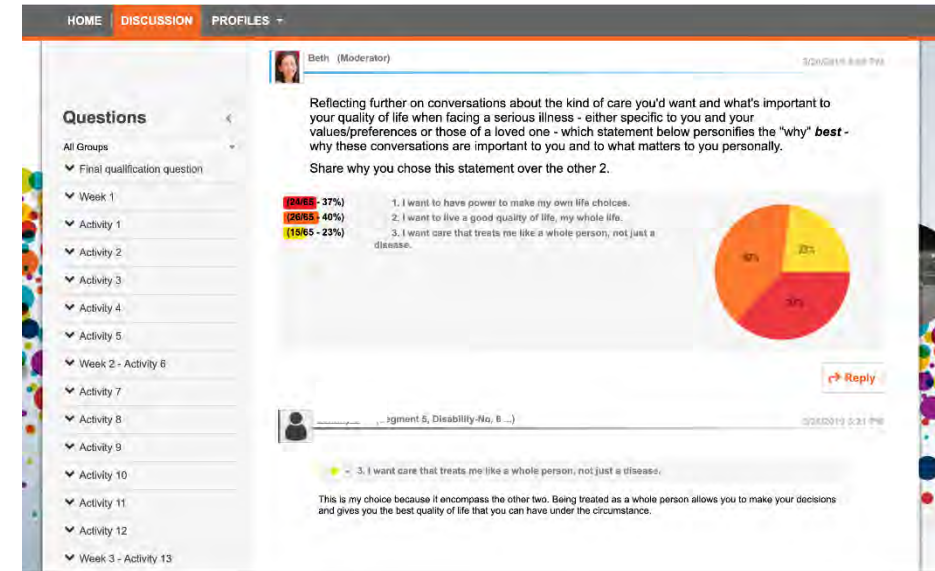 HOME DISCUSSION PROFILES
Beth (Moderator)
Questions
All Groups
Final qualification question
Week 1
Activity 1
Activity 2
Activity 3
Activity 4
Activity 5
Week 2 - Activity 6
Activity 7
Activity 8
Activity 9
Activity 10
Activity 11
Activity 12
Week 3 - Activity 13
Reflecting further on conversations about the kind of care you'd want and what's important to
your quality of life when facing a serious illness - either specific to you and your
values/preferences or those of a loved one - which statement below personifies the "why" best -
why these conversations are important to you and to what matters to you personally.
Share why you chose this statement over the other 2.
(24/65 - 37%) 1. I want to have power to make my own life choices.
(26/65 - 40%) 2. I want to live a good quality of life, my whole life.
(15/65 - 23%) 3. I want care that treats me like a whole person, not just a
disease.
23%
Reply
5, Disability-No, 6 ...)
- 3. I want care that treats me like a whole person, not just a disease.
This is my choice because it encompass the other two. Being treated as a whole person allows you to make your decisions
and gives you the best quality of life that you can have under the circumstance.